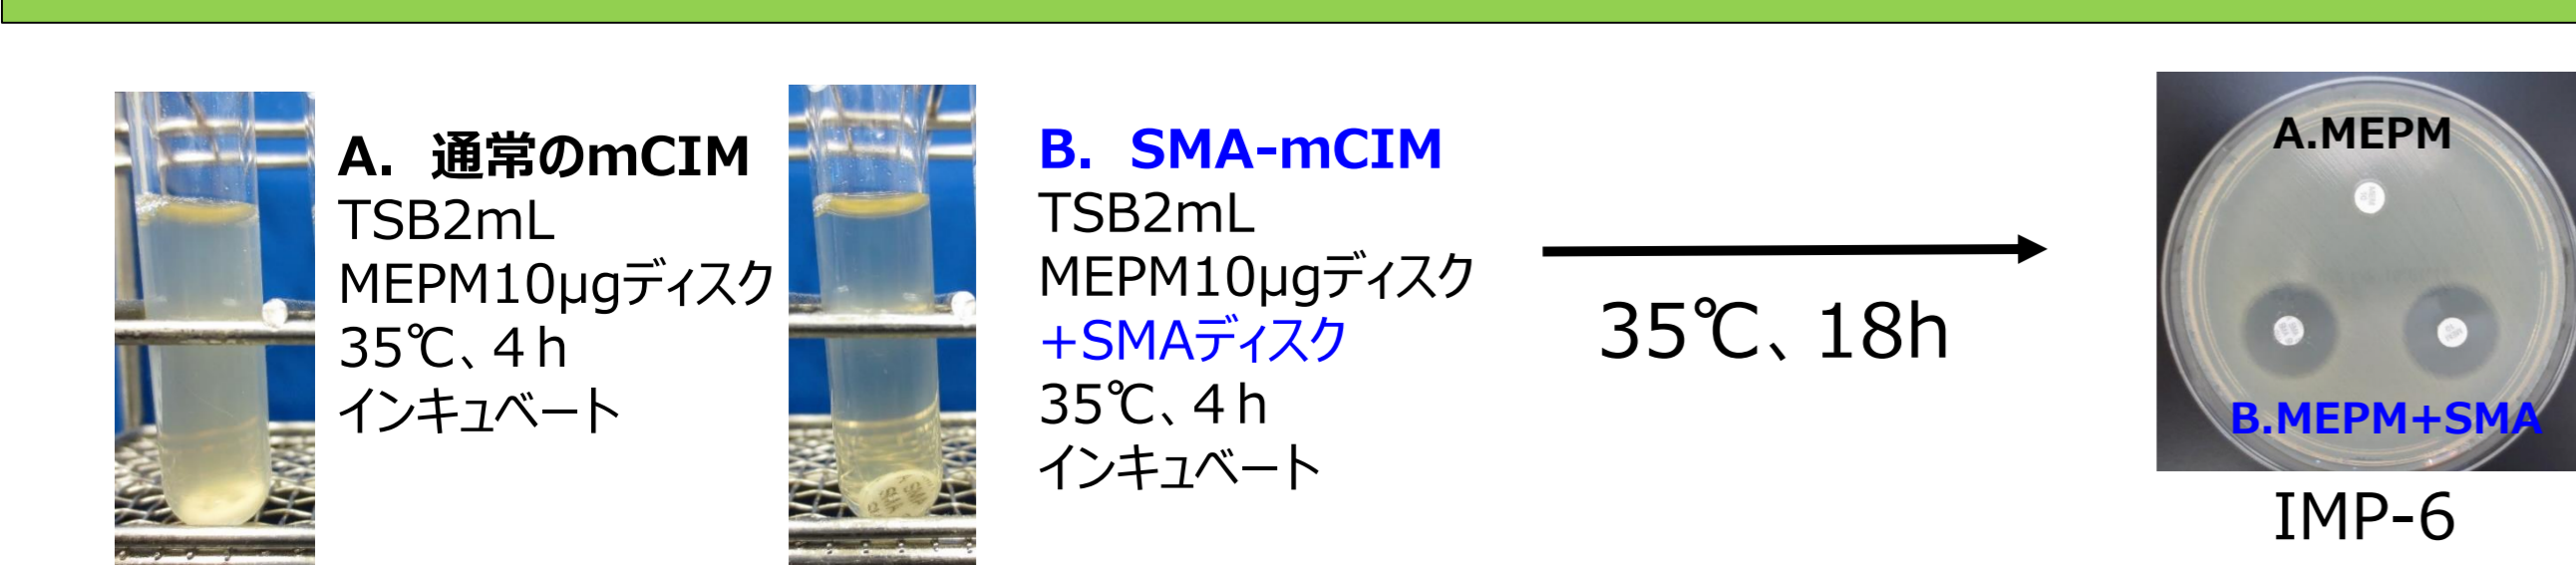 A. 通常のmCIM
TSB2mL
MEPM10µgディスク
35℃、4ｈ
インキュベート
SMA
B. SMA-mCIM
TSB2mL
MEPM10µgディスク
+SMAディスク
35℃、4ｈ
インキュベート
35℃、18h
A.MEPM
B.MEPM+SMA
IMP-6